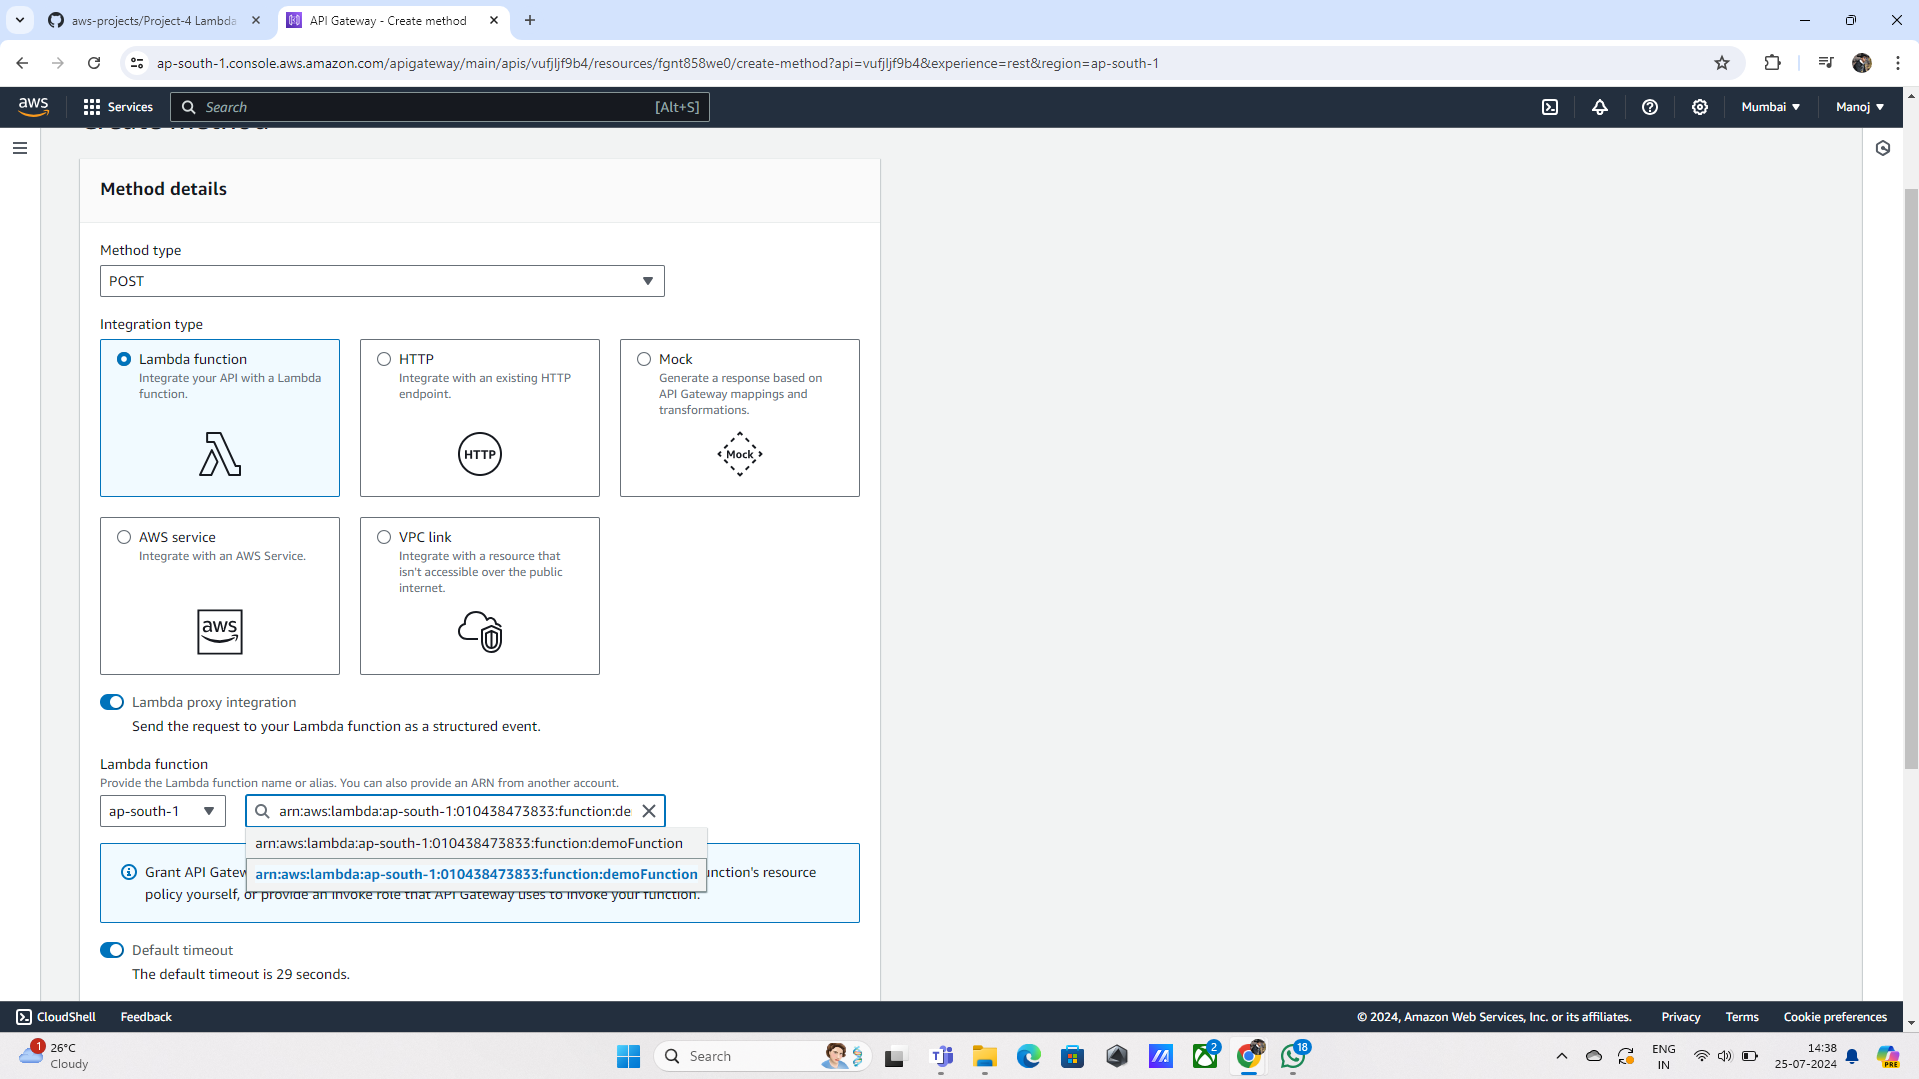 aws-projects/Project-4 Lambda
API Gateway - Create method
ap-south-1.console.aws.amazon.com/apigateway/main/apis/vufjljf9b4/resources/fgnt858we0/create-method?api=vufjljf9b4&experience=rest&region=ap-south-1
aws
Services
Search
[Alt+S]
Mumbai
Manoj
Create method
Method details
Method type
POST
Integration type
Lambda function
Integrate your API with a Lambda
function.
HTTP
Integrate with an existing HTTP
endpoint.
HTTP
Mock
Generate a response based on
API Gateway mappings and
transformations.
Mock
AWS service
Integrate with an AWS Service.
aws
VPC link
Integrate with a resource that
isn't accessible over the public
internet.
Lambda proxy integration
Send the request to your Lambda function as a structured event.
Lambda function
Provide the Lambda function name or alias. You can also provide an ARN from another account.
ap-south-1
arn:aws:lambda:ap-south-1:010438473833:function:de
arn:aws:lambda:ap-south-1:010438473833:function:demoFunction
arn:aws:lambda:ap-south-1:010438473833:function:demoFunction
Grant API Gatew
unction's resource
policy yourself, or provide an invoke role that API Gateway uses to invoke your function.
Default timeout
The default timeout is 29 seconds.
CloudShell
Feedback
© 2024, Amazon Web Services, Inc. or its affiliates.
Privacy
Terms
Cookie preferences
1
26°C
Cloudy
Search
2
18
ENG
IN
14:38
25-07-2024
PRE